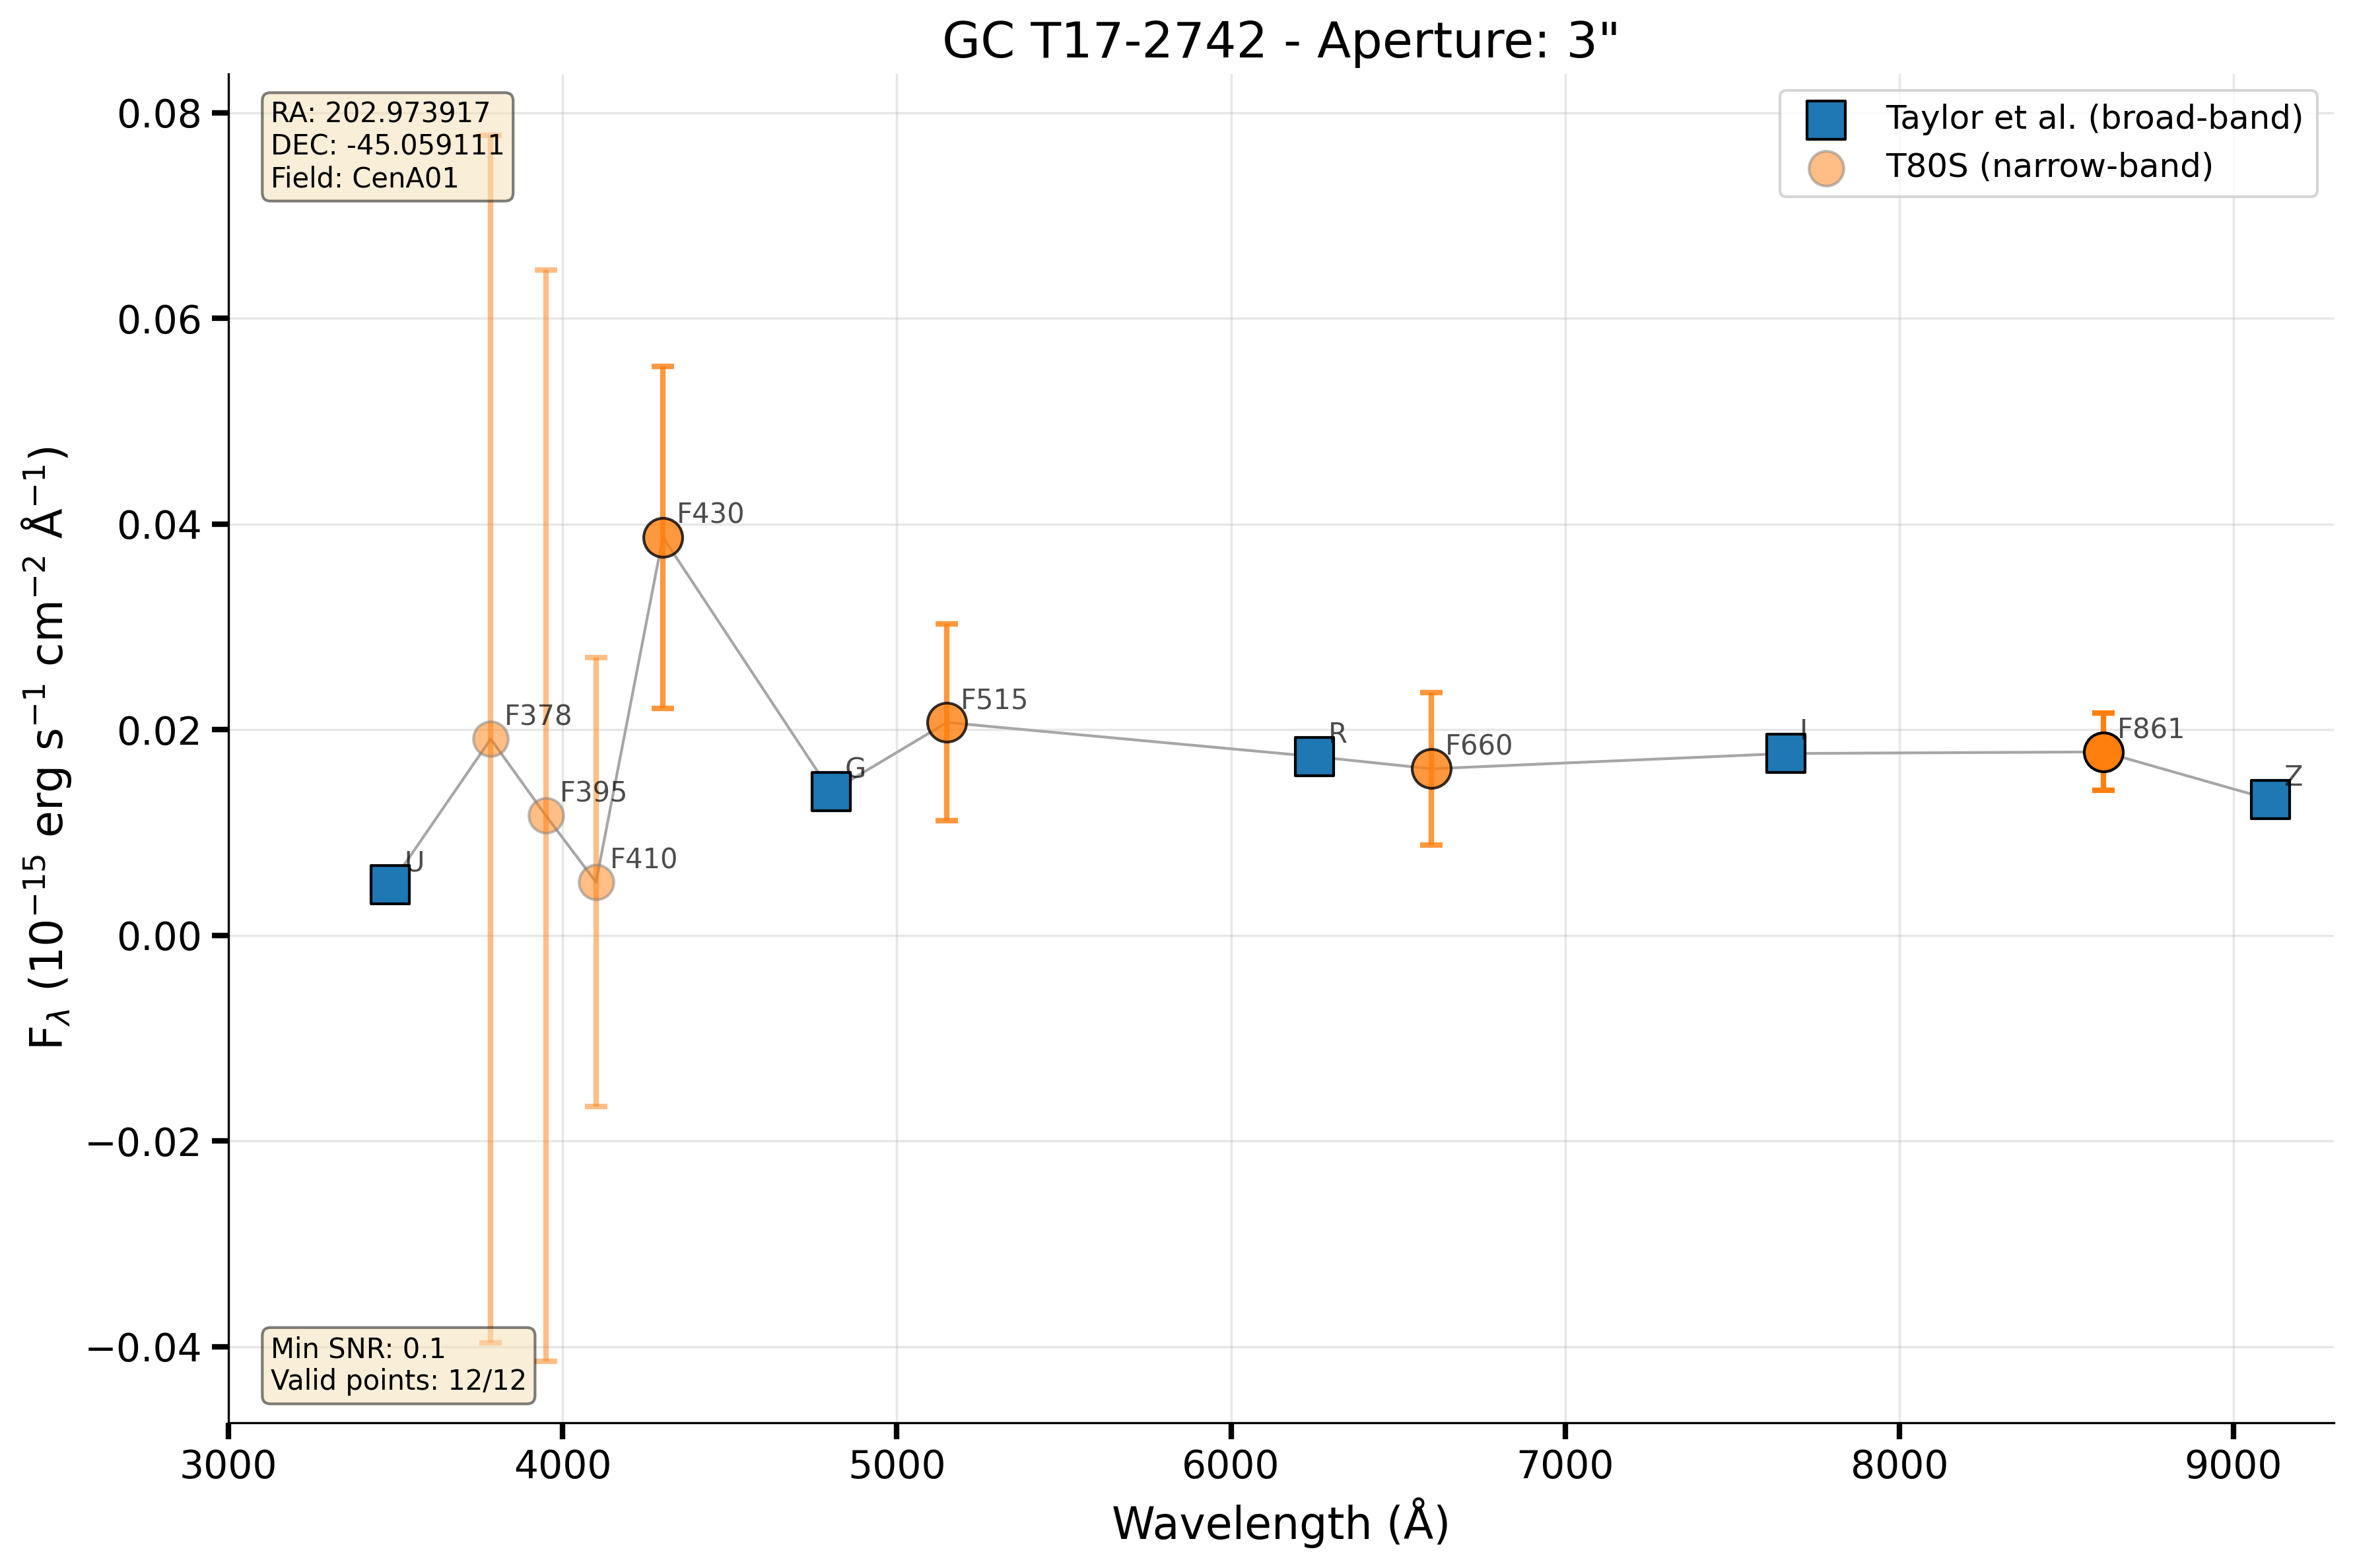 GC T17-2742 - Aperture: 3"
RA: 202.973917
DEC: -45.059111
Field: CenA01
Taylor et al. (broad-band)
T80S (narrow-band)
F$_{\lambda}$ (10$^{-15}$ erg s$^{-1}$ cm$^{-2}$ Å$^{-1}$)
0.08
0.06
0.04
0.02
0.00
−0.02
−0.04
U
F378
F395
F410
F430
G
F515
R
F660
I
F861
Z
Min SNR: 0.1
Valid points: 12/12
3000 4000 5000 6000 7000 8000 9000
Wavelength (Å)